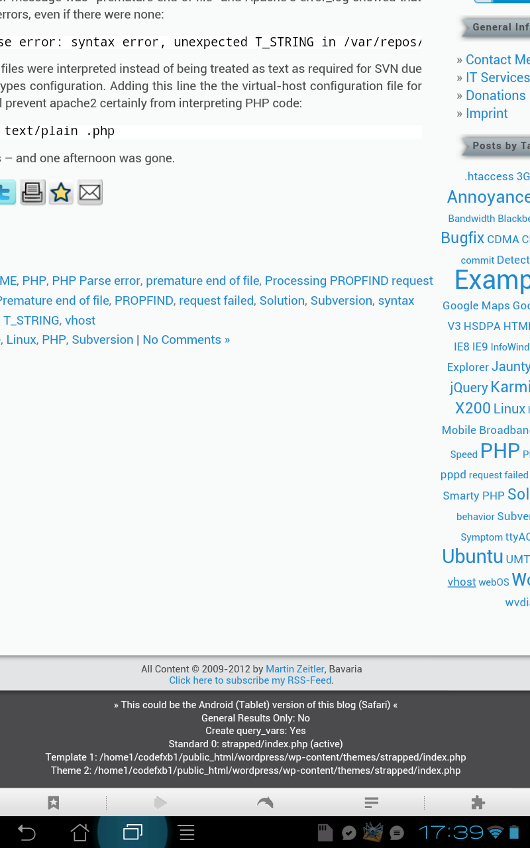 errors, even if there were none:
se error: syntax error, unexpected T_STRING in /var/repos/
files were interpreted instead of being treated as text as required for SVN due
ypes configuration. Adding this line the the virtual-host configuration file for
l prevent apache2 certainly from interpreting PHP code:
text/plain .php
s – and one afternoon was gone.
ME, PHP, PHP Parse error, premature end of file, Processing PROPFIND request
Premature end of file, PROPFIND, request failed, Solution, Subversion, syntax
T_STRING, vhost
, Linux, PHP, Subversion | No Comments »
General Inf
» Contact Me
» IT Services
» Donations
» Imprint
Posts by Ta
.htaccess 3G
Annoyance
Bandwidth Blackbe
Bugfix CDMA C
commit Detect
Examp
Google Maps Goo
V3 HSDPA HTM
IE8 IE9 InfoWind
Explorer Jaunty
jQuery Karmi
X200 Linux
Mobile Broadban
Speed PHP P
pppd request failed
Smarty PHP Sol
behavior Subver
Symptom ttyAC
Ubuntu UMT
vhost webOS Wo
wvdi
All Content © 2009-2012 by Martin Zeitler, Bavaria
Click here to subscribe my RSS-Feed.
» This could be the Android (Tablet) version of this blog (Safari) «
General Results Only: No
Create query_vars: Yes
Standard 0: strapped/index.php (active)
Template 1: /home1/codefxb1/public_html/wordpress/wp-content/themes/strapped/index.php
Theme 2: /home1/codefxb1/public_html/wordpress/wp-content/themes/strapped/index.php
17:39